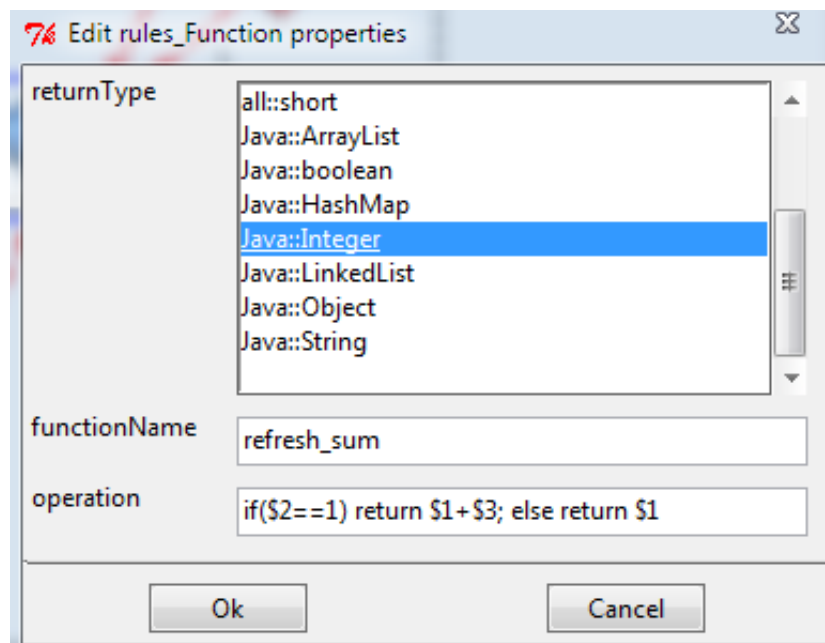 Edit rules_Function properties
returnType
all::short
Java::ArrayList
Java::boolean
Java::HashMap
Java::Integer
Java::LinkedList
Java::Object
Java::String
functionName
refresh_sum
operation
if($2==1) return $1+$3; else return $1
Ok
Cancel